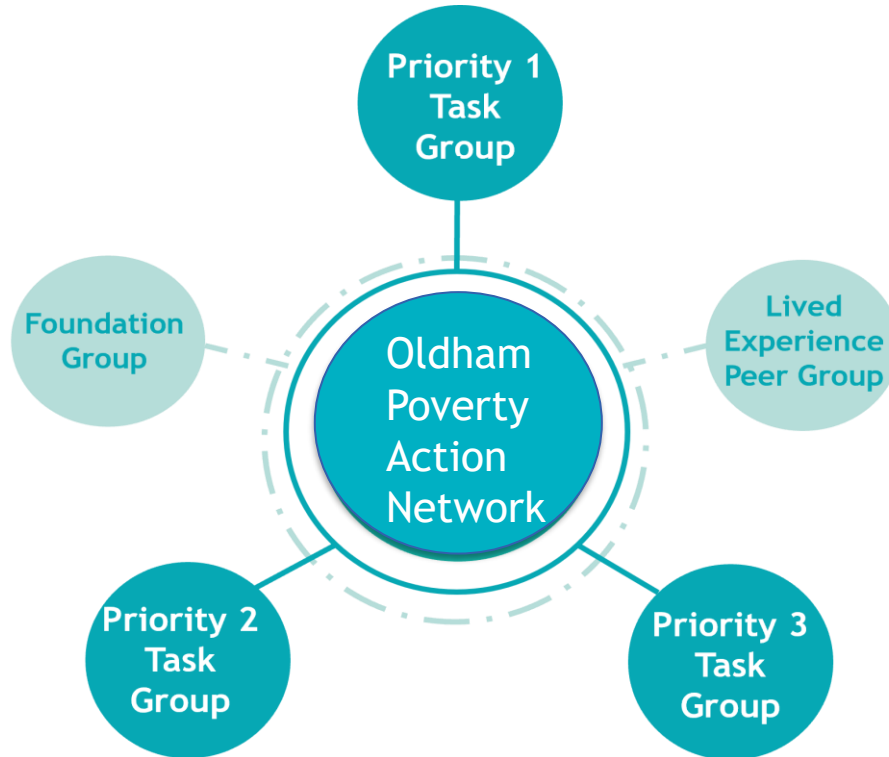 Priority 1
Task
Group
Foundation
Group
Lived
Experience
Peer Group
Oldham
Poverty
Action
Network
Priority 2
Task
Group
Priority 3
Task
Group